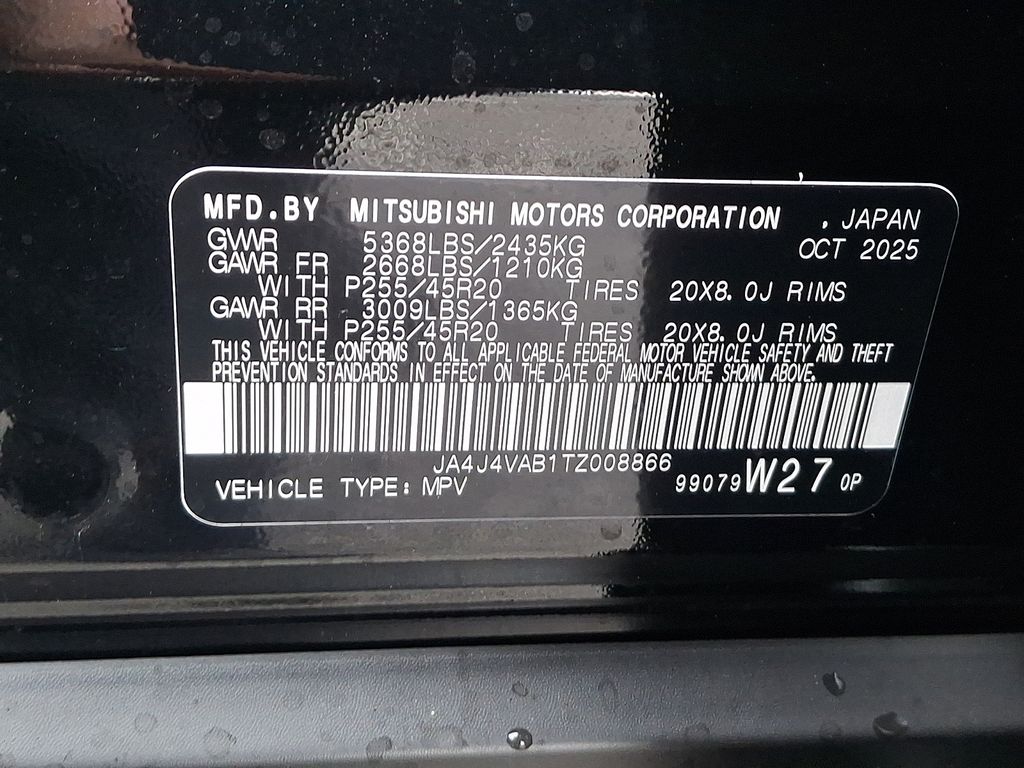 MFD.BY MITSUBISHI MOTORS CORPORATION . JAPAN
GVWR 5368LBS/2435KG OCT 2025
GAWR FR 2668LBS/1210KG
WITH P255/45R20 TIRES 20X8.0J RIMS
GAWR RR 3009LBS/1365KG
WITH P255/45R20 TIRES 20X8.0J RIMS
THIS VEHICLE CONFORMS TO ALL APPLICABLE FEDERAL MOTOR VEHICLE SAFETY AND THEFT
PREVENTION STANDARDS IN EFFECT ON THE DATE OF MANUFACTURE SHOWN ABOVE.
JA4J4VAB1TZ008866
VEHICLE TYPE: MPV 99079 W27 0P